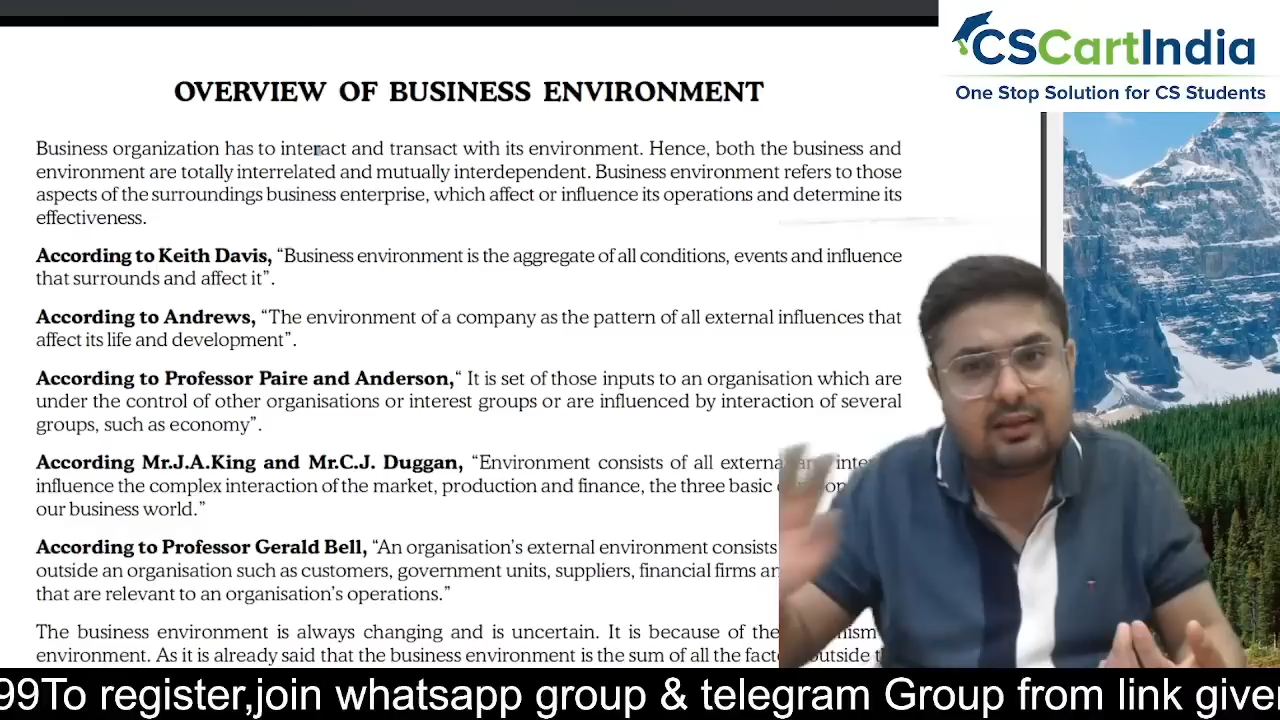 CSCartIndia
One Stop Solution for CS Students
OVERVIEW OF BUSINESS ENVIRONMENT
Business organization has to interact and transact with its environment. Hence, both the business and
environment are totally interrelated and mutually interdependent. Business environment refers to those
aspects of the surroundings business enterprise, which affect or influence its operations and determine its
effectiveness.
According to Keith Davis, “Business environment is the aggregate of all conditions, events and influence
that surrounds and affect it”.
According to Andrews, “The environment of a company as the pattern of all external influences that
affect its life and development”.
According to Professor Paire and Anderson,“ It is set of those inputs to an organisation which are
under the control of other organisations or interest groups or are influenced by interaction of several
groups, such as economy”.
According Mr.J.A.King and Mr.C.J. Duggan, “Environment consists of all
influence the complex interaction of the market, production and finance, the three basic
our business world.”
According to Professor Gerald Bell, “An organisation’s external environment consists
outside an organisation such as customers, government units, suppliers, financial firms
that are relevant to an organisation’s operations.”
The business environment is always changing and is uncertain. It is because of the
environment. As it is already said that the business environment is the sum of all the outside
99To register,join whatsapp group & telegram Group from link